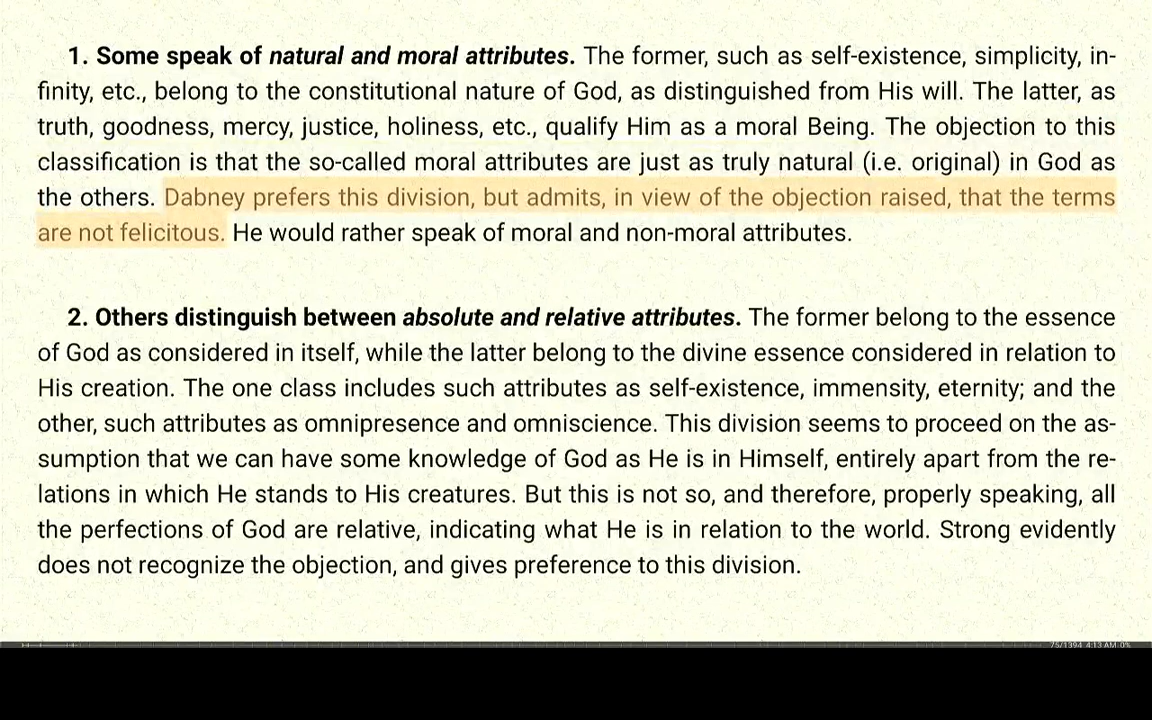 1. Some speak of natural and moral attributes. The former, such as self-existence, simplicity, in-
finity, etc., belong to the constitutional nature of God, as distinguished from His will. The latter, as
truth, goodness, mercy, justice, holiness, etc., qualify Him as a moral Being. The objection to this
classification is that the so-called moral attributes are just as truly natural (i.e. original) in God as
the others. Dabney prefers this division, but admits, in view of the objection raised, that the terms
are not felicitous. He would rather speak of moral and non-moral attributes.
2. Others distinguish between absolute and relative attributes. The former belong to the essence
of God as considered in itself, while the latter belong to the divine essence considered in relation to
His creation. The one class includes such attributes as self-existence, immensity, eternity; and the
other, such attributes as omnipresence and omniscience. This division seems to proceed on the as-
sumption that we can have some knowledge of God as He is in Himself, entirely apart from the re-
lations in which He stands to His creatures. But this is not so, and therefore, properly speaking, all
the perfections of God are relative, indicating what He is in relation to the world. Strong evidently
does not recognize the objection, and gives preference to this division.
75/1394 4:13 AM 0%